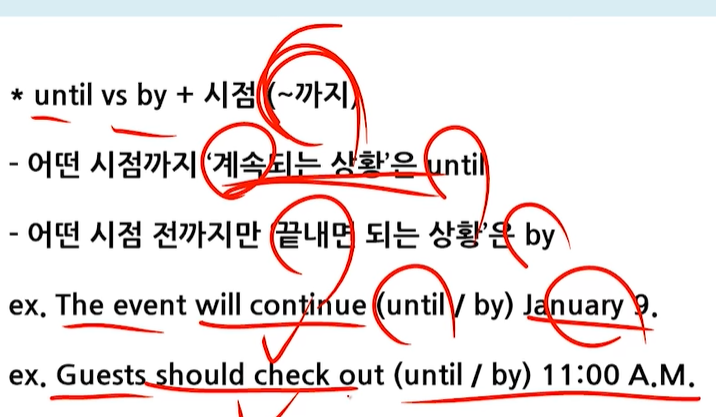 * until vs by + 시점 (~까지)
- 어떤 시점까지 ‘계속되는 상황’은 until
- 어떤 시점 전까지만 ‘끝내면 되는 상황’은 by
ex. The event will continue (until / by) January 9.
ex. Guests should check out (until / by) 11:00 A.M.